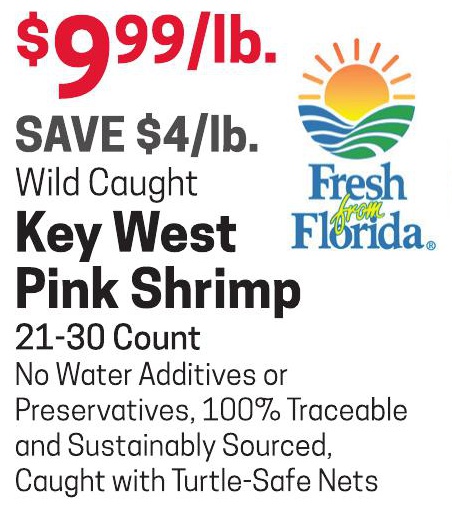 $9.99/lb.
SAVE $4/lb.
Wild Caught
Key West
Pink Shrimp
21-30 Count
No Water Additives or
Preservatives, 100% Traceable
and Sustainably Sourced,
Caught with Turtle-Safe Nets
Fresh
from
Florida®